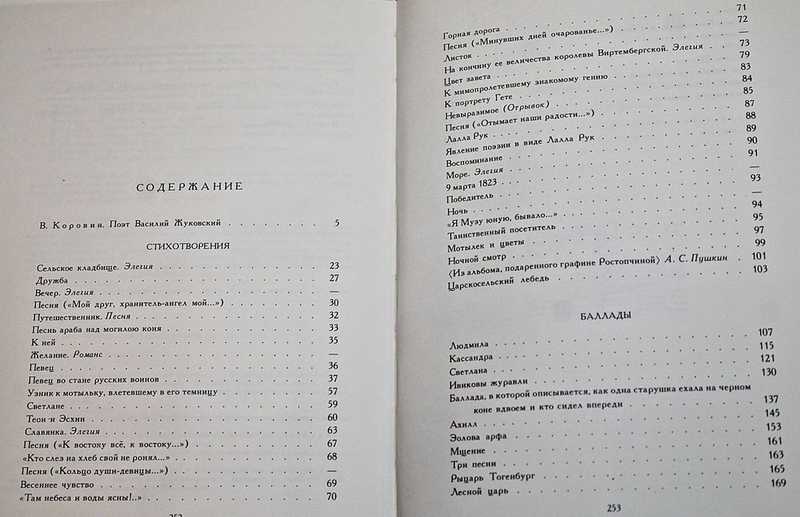 СОДЕРЖАНИЕ
В. Коровин. Поэт Василий Жуковский . . . . . . . . 5
СТИХОТВОРЕНИЯ
Сельское кладбище. Элегия . . . . . . . . 23
Дружба . . . . . . . . 27
Вечер. Элегия . . . . . . . . —
Песня («Мой друг, хранитель-ангел мой...») . . . . . . . . 30
Путешественник. Песня . . . . . . . . 32
Песнь араба над могилою коня . . . . . . . . 33
К ней . . . . . . . . 35
Желание. Романс . . . . . . . . —
Певец . . . . . . . . 36
Певец во стане русских воинов . . . . . . . . 37
Узник к мотыльку, влетевшему в его темницу . . . . . . . . 57
Светлане . . . . . . . . 59
Теон и Эсхин . . . . . . . . 60
Славянка. Элегия . . . . . . . . 63
Песня («К востоку всё, к востоку...») . . . . . . . . 67
«Кто слез на хлеб свой не ронял...» . . . . . . . . 68
Песня («Кольцо души-девицы...») . . . . . . . . —
Весеннее чувство . . . . . . . . 69
«Там небеса и воды ясны!..» . . . . . . . . 70
Горная дорога . . . . . . . . 71
Песня («Минувших дней очарованье...») . . . . . . . . 72
Листок . . . . . . . . —
На кончину ее величества королевы Виртембергской. Элегия . . 73
Цвет завета . . . . . . . . 79
К мимопролетевшему знакомому гению . . . . . . . . 83
К портрету Гете . . . . . . . . 84
Невыразимое (Отрывок) . . . . . . . . 85
Песня («Отымает наши радости...») . . . . . . . . 87
Лалла Рук . . . . . . . . 88
Явление поэзии в виде Лалла Рук . . . . . . . . 89
Воспоминание . . . . . . . . 90
Море. Элегия . . . . . . . . 91
9 марта 1823 . . . . . . . . —
Победитель . . . . . . . . 93
Ночь . . . . . . . . —
«Я Музу юную, бывало...» . . . . . . . . 94
Таинственный посетитель . . . . . . . . 95
Мотылек и цветы . . . . . . . . 97
Ночной смотр . . . . . . . . 99
〈Из альбома, подаренного графине Ростопчиной〉 А. С. Пушкин . 101
Царскосельский лебедь . . . . . . . . 103
БАЛЛАДЫ
Людмила . . . . . . . . 107
Кассандра . . . . . . . . 115
Светлана . . . . . . . . 121
Ивиковы журавли . . . . . . . . 130
Баллада, в которой описывается, как одна старушка ехала на черном
коне вдвоем и кто сидел впереди . . . . . . . . 137
Ахилл . . . . . . . . 145
Эолова арфа . . . . . . . . 153
Мщение . . . . . . . . 161
Три песни . . . . . . . . 163
Рыцарь Тогенбург . . . . . . . . 165
Лесной царь . . . . . . . . 169
253